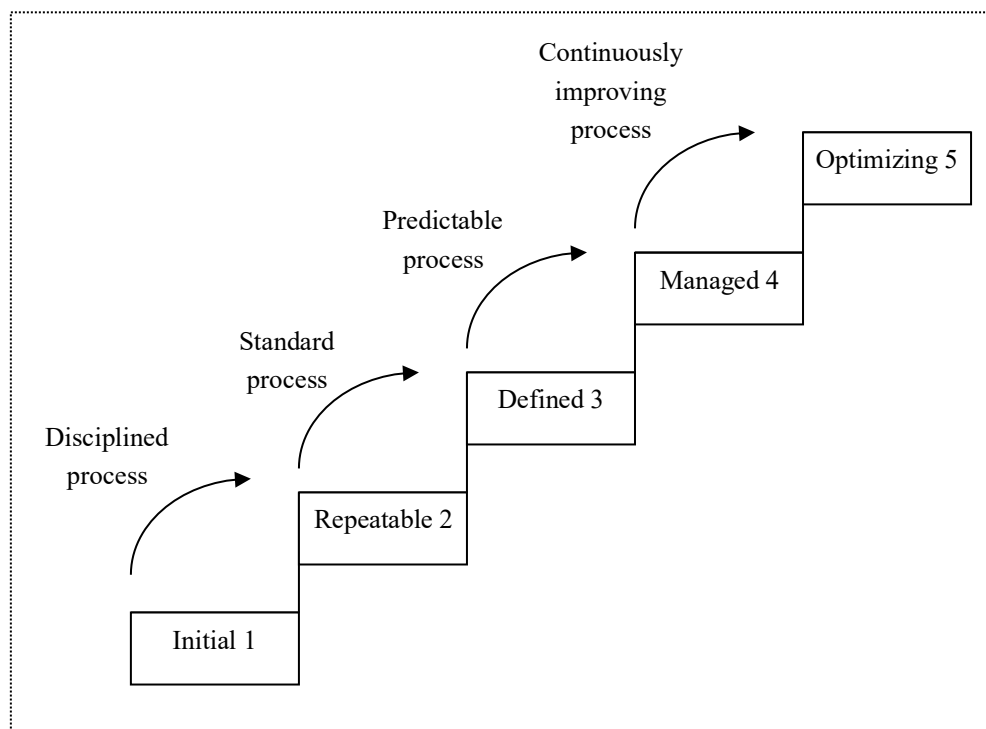 Continuously
improving
process
Optimizing 5
Predictable
process
Managed 4
Standard
process
Defined 3
Disciplined
process
Repeatable 2
Initial 1